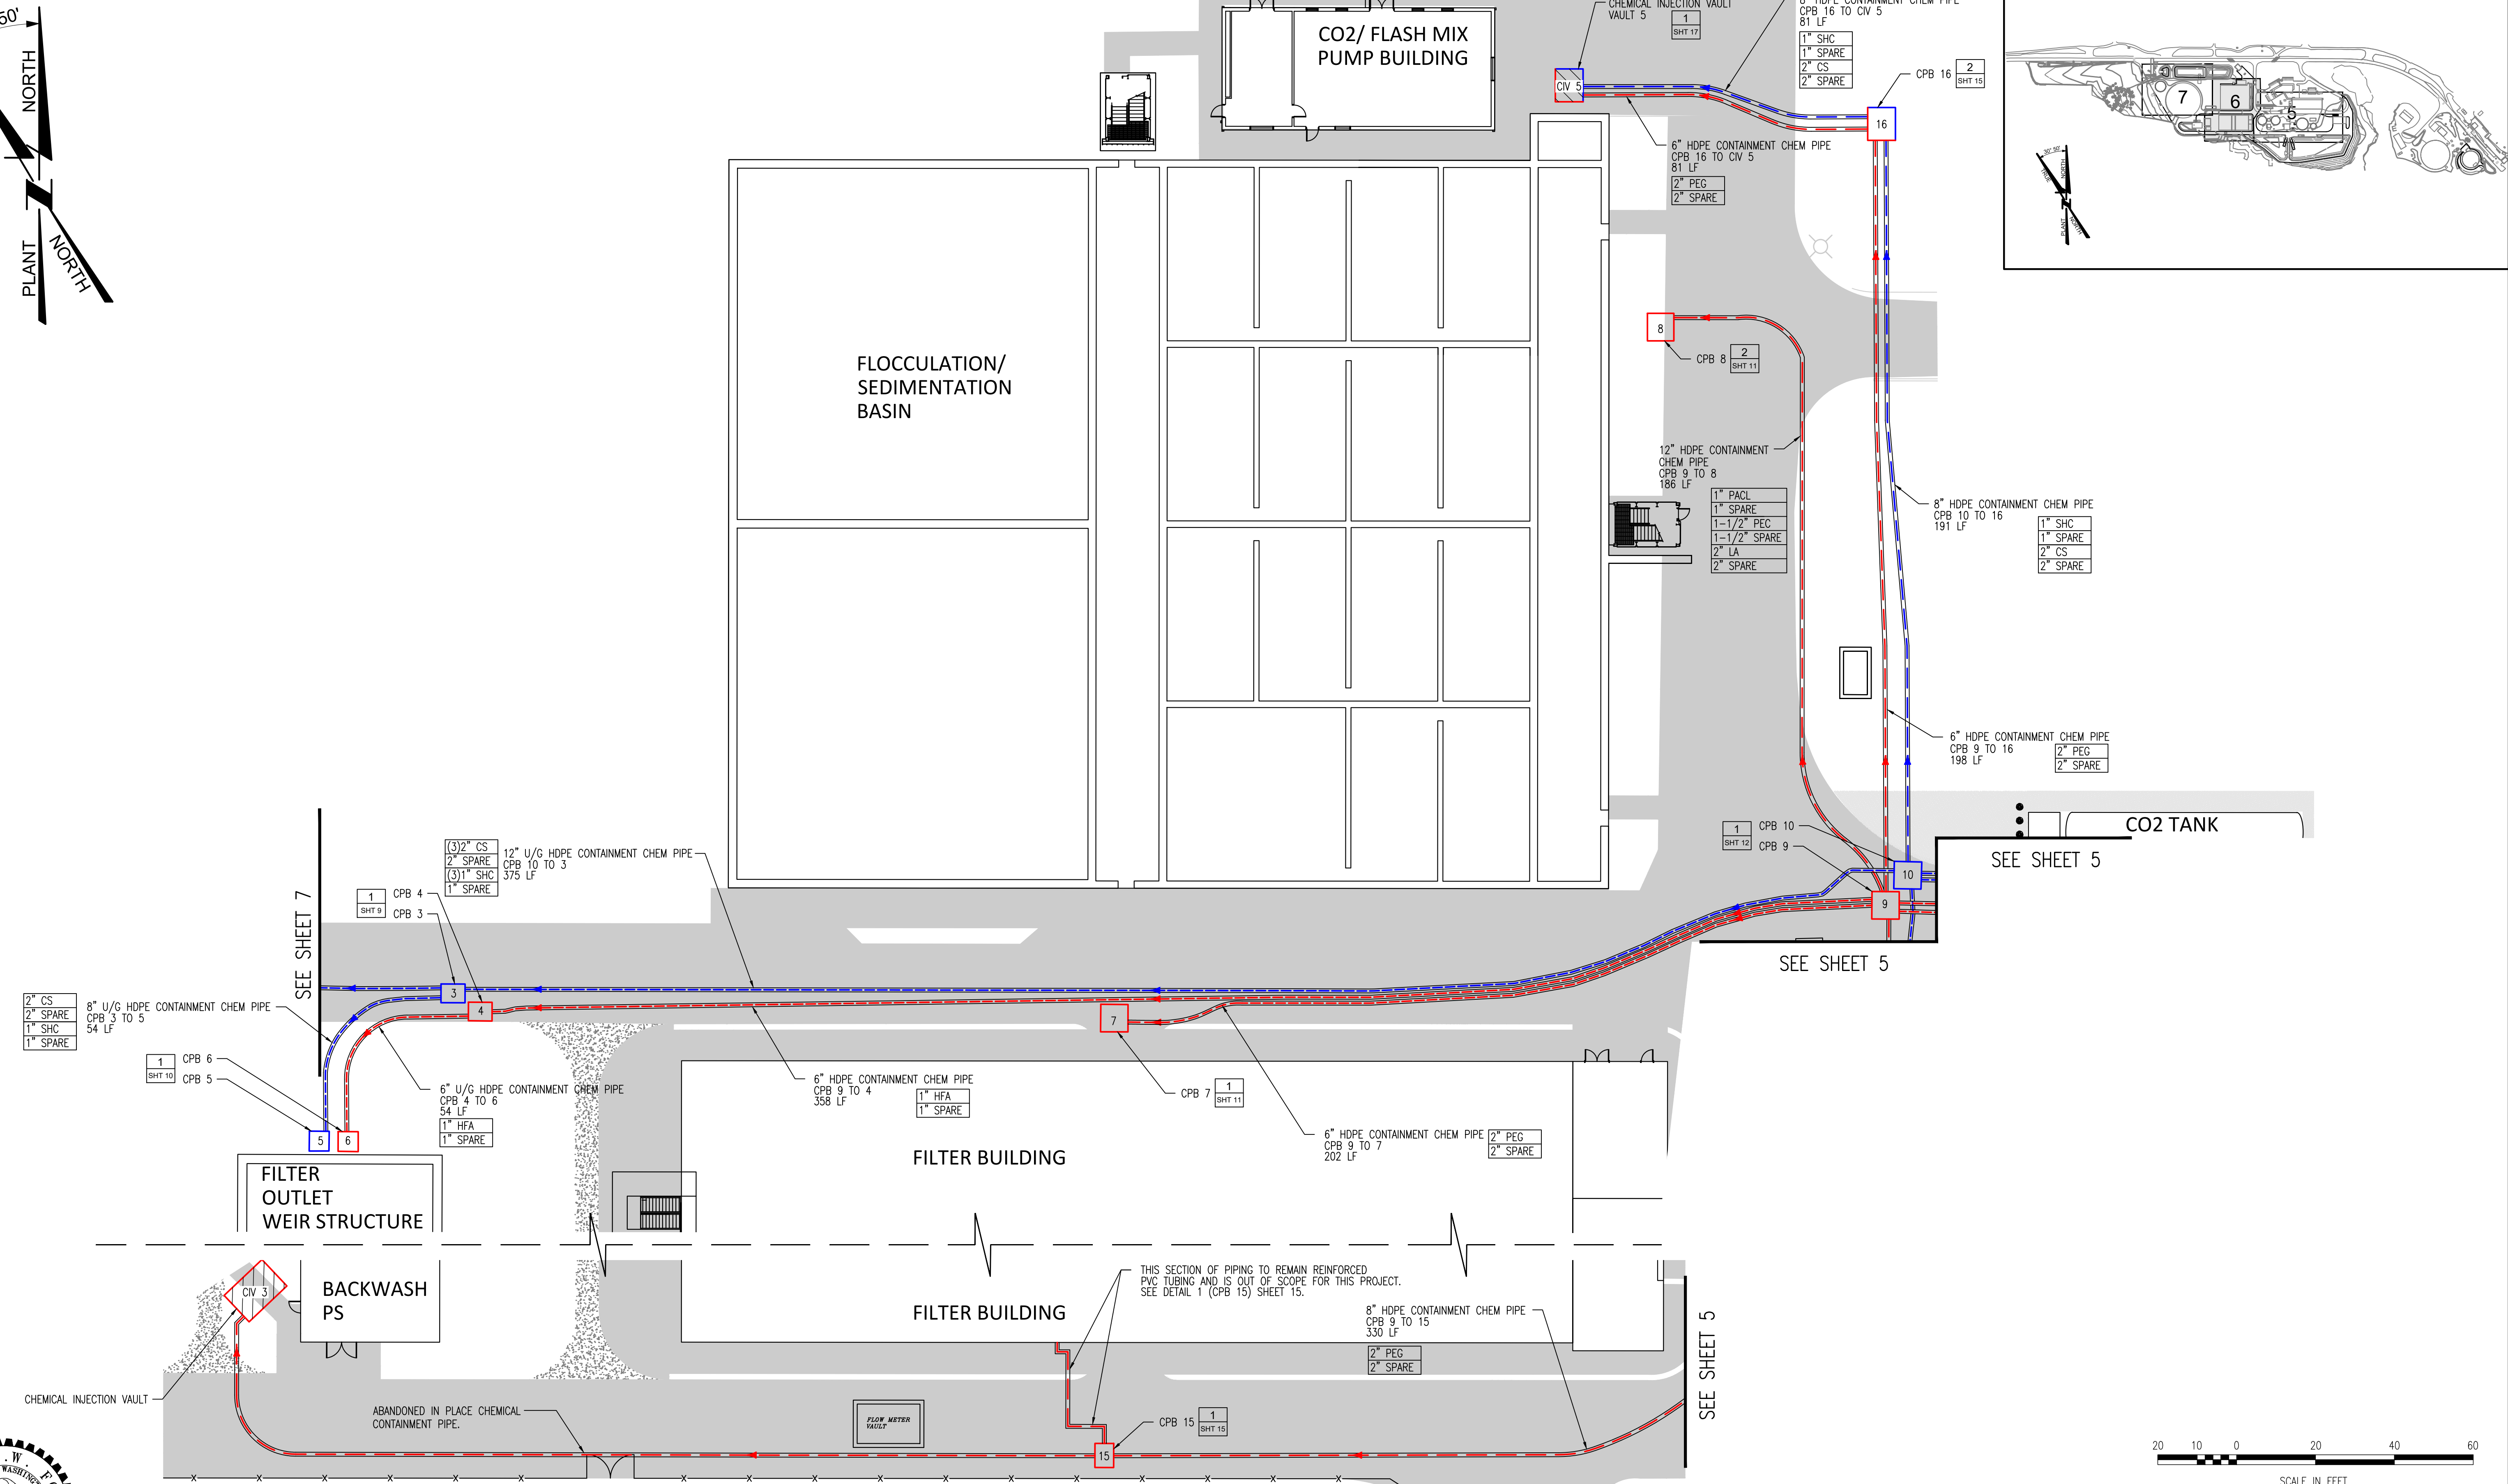 50'
NORTH
PLANT
NORTH
CO2/ FLASH MIX
PUMP BUILDING
CHEMICAL INJECTION VAULT
VAULT 5
1
SHT 17
CIV 5
8" HDPE CONTAINMENT CHEM PIPE
CPB 16 TO CIV 5
81 LF
1" SHC
1" SPARE
2" CS
2" SPARE
CPB 16
2
SHT 15
16
6" HDPE CONTAINMENT CHEM PIPE
CPB 16 TO CIV 5
81 LF
2" PEG
2" SPARE
7
6
5
30° 50'
TRUE
NORTH
PLANT
NORTH
FLOCCULATION/
SEDIMENTATION
BASIN
8
CPB 8
2
SHT 11
12" HDPE CONTAINMENT
CHEM PIPE
CPB 9 TO 8
186 LF
1" PACL
1" SPARE
1-1/2" PEC
1-1/2" SPARE
2" LA
2" SPARE
8" HDPE CONTAINMENT CHEM PIPE
CPB 10 TO 16
191 LF
1" SHC
1" SPARE
2" CS
2" SPARE
6" HDPE CONTAINMENT CHEM PIPE
CPB 9 TO 16
198 LF
2" PEG
2" SPARE
CO2 TANK
SEE SHEET 5
1
SHT 12
CPB 10
CPB 9
10
9
SEE SHEET 5
(3)2" CS
2" SPARE
(3)1" SHC
1" SPARE
12" U/G HDPE CONTAINMENT CHEM PIPE
CPB 10 TO 3
375 LF
SEE SHEET 7
1
SHT 9
CPB 4
CPB 3
3
4
7
2" CS
2" SPARE
1" SHC
1" SPARE
8" U/G HDPE CONTAINMENT CHEM PIPE
CPB 3 TO 5
54 LF
1
SHT 10
CPB 6
CPB 5
5
6
6" U/G HDPE CONTAINMENT CHEM PIPE
CPB 4 TO 6
54 LF
1" HFA
1" SPARE
6" HDPE CONTAINMENT CHEM PIPE
CPB 9 TO 4
358 LF
1" HFA
1" SPARE
CPB 7
1
SHT 11
6" HDPE CONTAINMENT CHEM PIPE
CPB 9 TO 7
202 LF
2" PEG
2" SPARE
FILTER BUILDING
FILTER
OUTLET
WEIR STRUCTURE
BACKWASH
PS
CIV 3
CHEMICAL INJECTION VAULT
FILTER BUILDING
THIS SECTION OF PIPING TO REMAIN REINFORCED
PVC TUBING AND IS OUT OF SCOPE FOR THIS PROJECT.
SEE DETAIL 1 (CPB 15) SHEET 15.
8" HDPE CONTAINMENT CHEM PIPE
CPB 9 TO 15
330 LF
2" PEG
2" SPARE
SEE SHEET 5
ABANDONED IN PLACE CHEMICAL
CONTAINMENT PIPE.
FLOW METER
VAULT
CPB 15
1
SHT 15
15
W.
WASHING
20 10 0 20 40 60
SCALE IN FEET